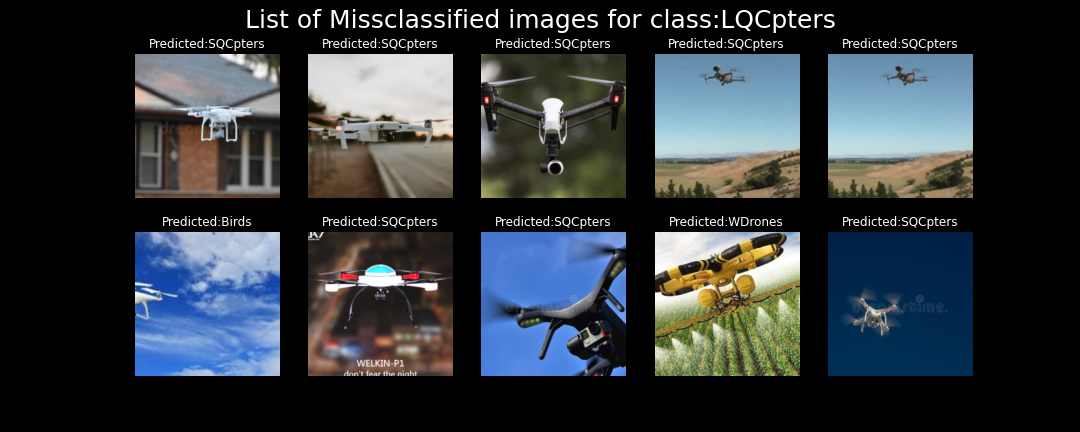 List of Missclassified images for class:LQCpters
Predicted:SQCpters
Predicted:SQCpters
Predicted:SQCpters
Predicted:SQCpters
Predicted:SQCpters
Predicted:Birds
Predicted:SQCpters
Predicted:SQCpters
Predicted:WDrones
Predicted:SQCpters
WELKIN-P1
don't fear the night